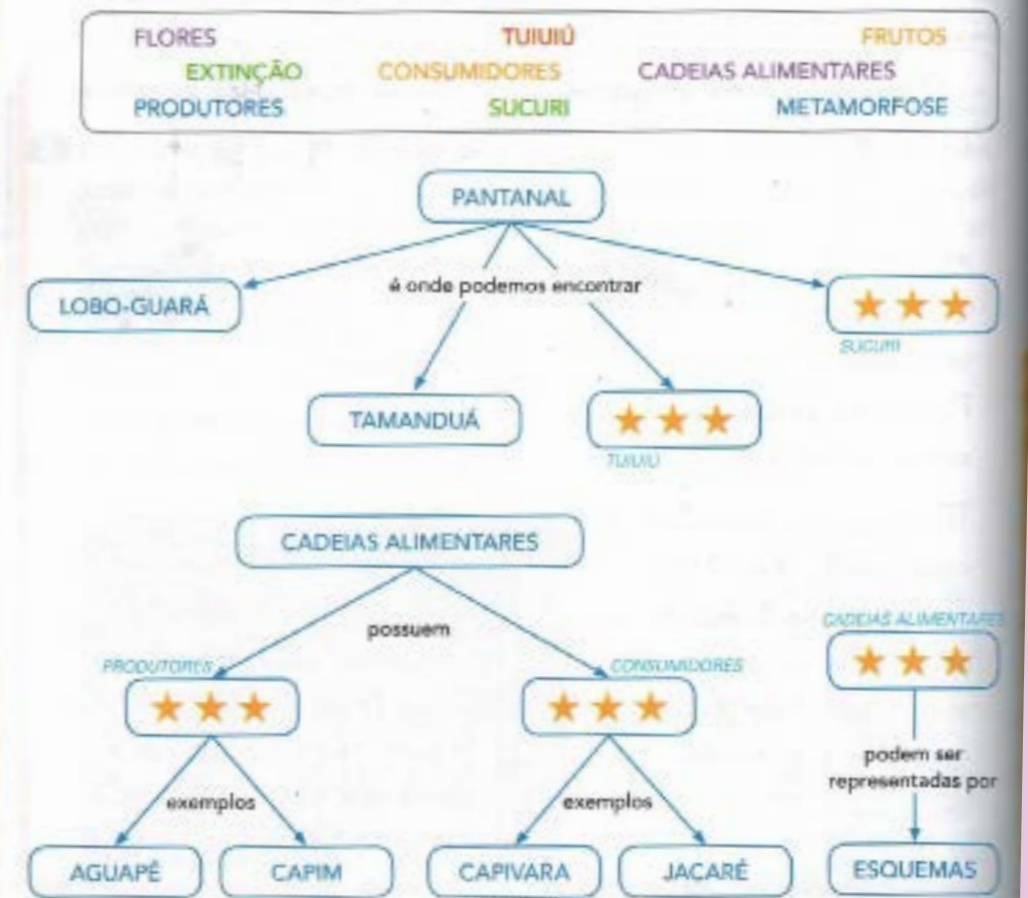 FLORES TUIUIÚ FRUTOS
EXTINÇÃO CONSUMIDORES CADEIAS ALIMENTARES
PRODUTORES SUCURI METAMORFOSE
PANTANAL
é onde podemos encontrar
LOBO-GUARÁ
SUCURI
TAMANDUÁ
TUIUIÚ
CADEIAS ALIMENTARES
possuem
CADEIAS ALIMENTARES
PRODUTORES CONSUMIDORES
podem ser
representadas por
exemplos exemplos
AGUAPÉ CAPIM CAPIVARA JACARÉ ESQUEMAS